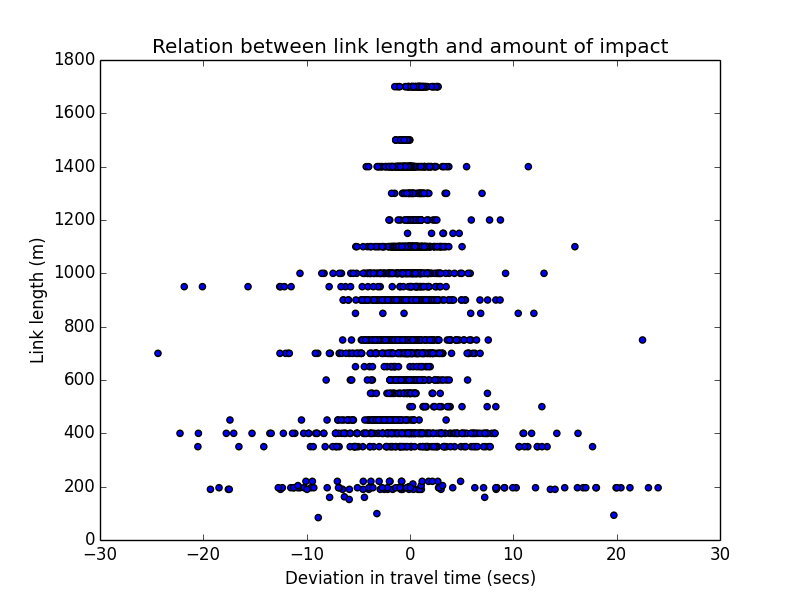 Relation between link length and amount of impact
1800
1600
1400
1200
1000
800
600
400
200
0
Link length (m)
−30 −20 −10 0 10 20 30
Deviation in travel time (secs)